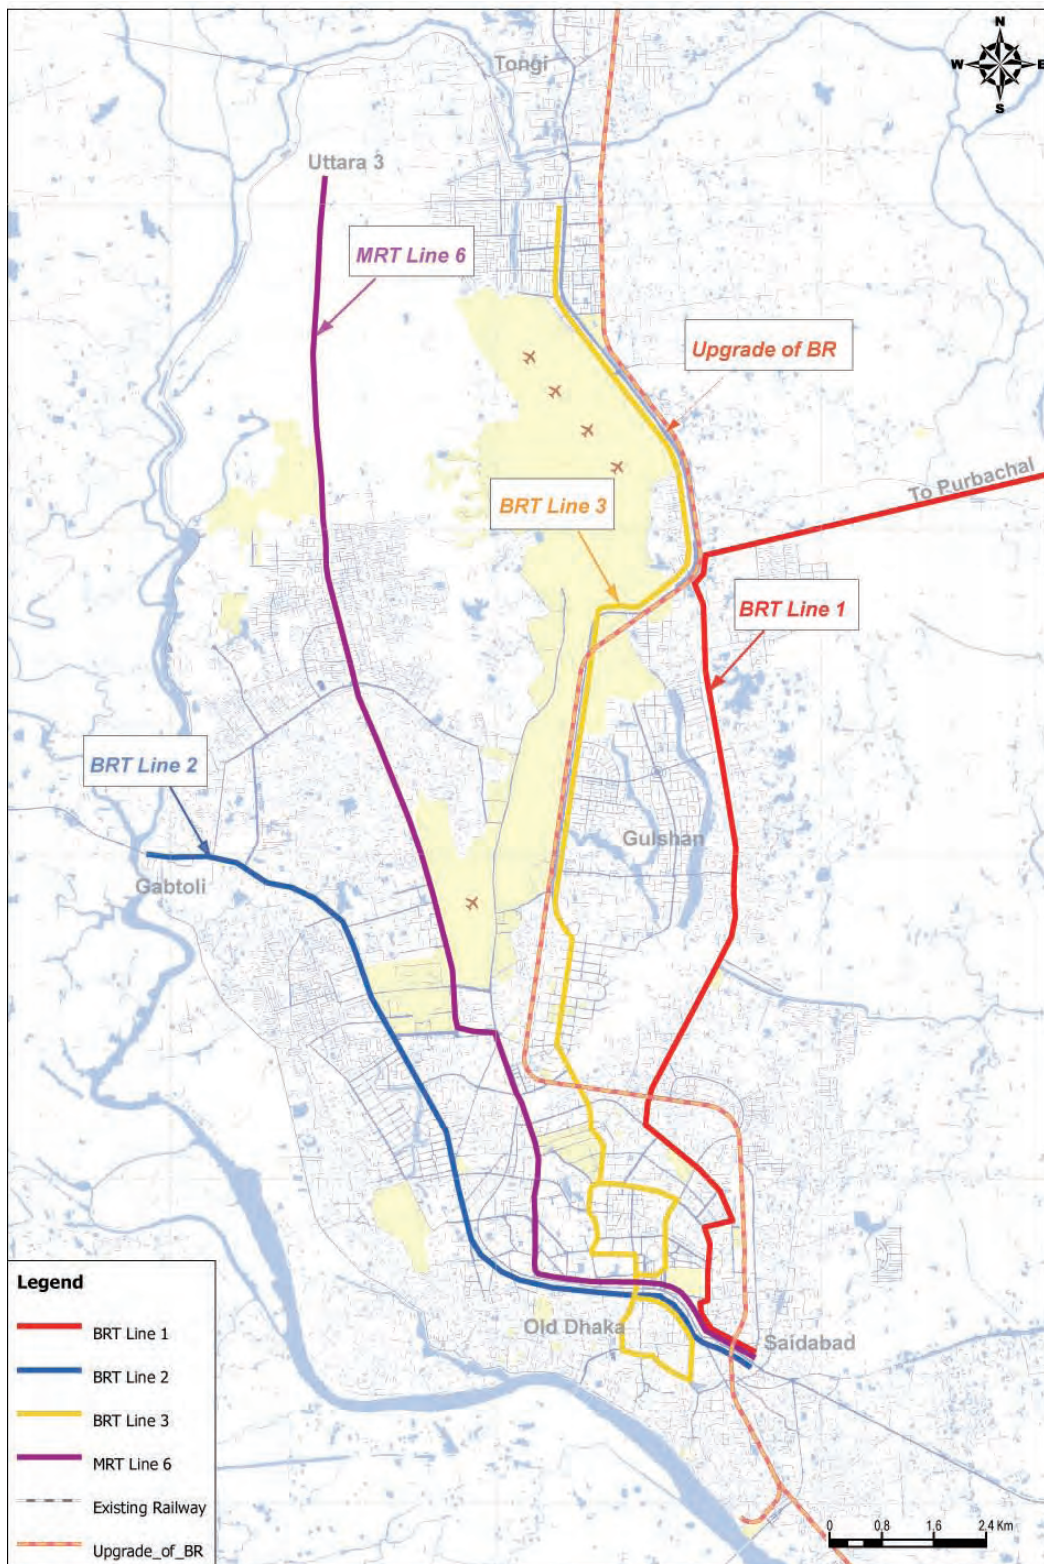 N
W E
S
Tongi
Uttara 3
MRT Line 6
Upgrade of BR
To Purbachal
BRT Line 3
BRT Line 1
BRT Line 2
Gulshan
Gabtoli
Old Dhaka
Saidabad
Legend
BRT Line 1
BRT Line 2
BRT Line 3
MRT Line 6
Existing Railway
Upgrade_of_BR
0 0.8 1.6 2.4 Km